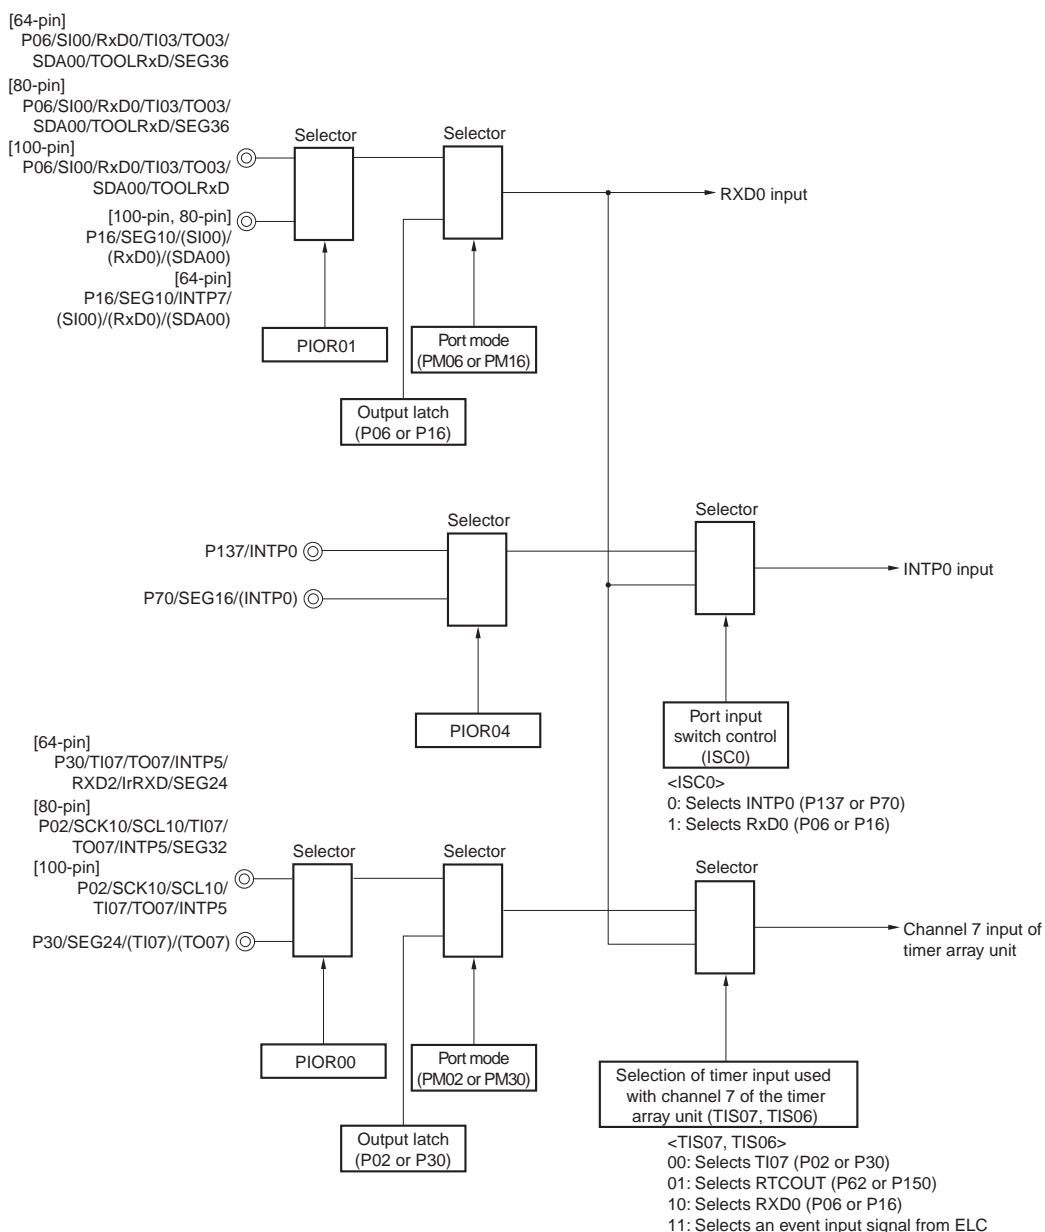 [64-pin]
P06/SI00/RxD0/TI03/TO03/
SDA00/TOOLRxD/SEG36
[80-pin]
P06/SI00/RxD0/TI03/TO03/
SDA00/TOOLRxD/SEG36
[100-pin]
P06/SI00/RxD0/TI03/TO03/
SDA00/TOOLRxD
[100-pin, 80-pin]
P16/SEG10/(SI00)/
(RxD0)/(SDA00)
[64-pin]
P16/SEG10/INTP7/
(SI00)/(RxD0)/(SDA00)
Selector
Selector
RXD0 input
PIOR01
Port mode
(PM06 or PM16)
Output latch
(P06 or P16)
Selector
Selector
P137/INTP0
P70/SEG16/(INTP0)
INTP0 input
PIOR04
Port input
switch control
(ISC0)
<ISC0>
0: Selects INTP0 (P137 or P70)
1: Selects RxD0 (P06 or P16)
[64-pin]
P30/TI07/TO07/INTP5/
RXD2/IrRXD/SEG24
[80-pin]
P02/SCK10/SCL10/TI07/
TO07/INTP5/SEG32
[100-pin]
P02/SCK10/SCL10/
TI07/TO07/INTP5
P30/SEG24/(TI07)/(TO07)
Selector
Selector
Selector
Channel 7 input of
timer array unit
PIOR00
Port mode
(PM02 or PM30)
Output latch
(P02 or P30)
Selection of timer input used
with channel 7 of the timer
array unit (TIS07, TIS06)
<TIS07, TIS06>
00: Selects TI07 (P02 or P30)
01: Selects RTCOUT (P62 or P150)
10: Selects RXD0 (P06 or P16)
11: Selects an event input signal from ELC